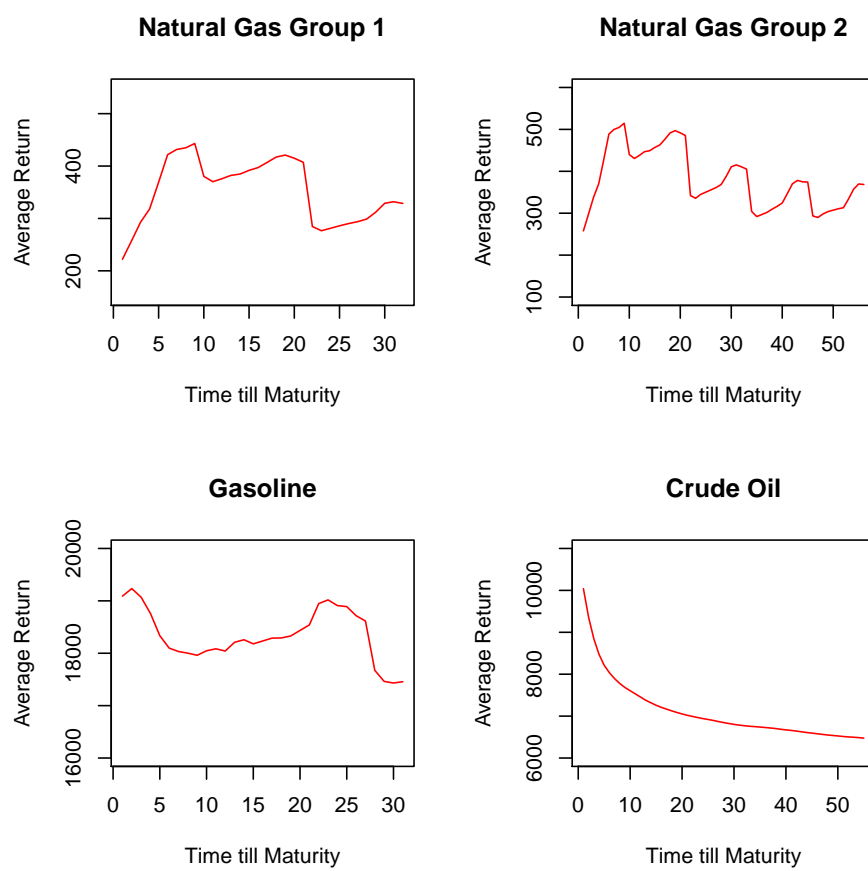 Natural Gas Group 1
Average Return
400
200
0 5 10 15 20 25 30
Time till Maturity
Natural Gas Group 2
Average Return
500
300
100
0 10 20 30 40 50
Time till Maturity
Gasoline
Average Return
20000
18000
16000
0 5 10 15 20 25 30
Time till Maturity
Crude Oil
Average Return
10000
8000
6000
0 10 20 30 40 50
Time till Maturity